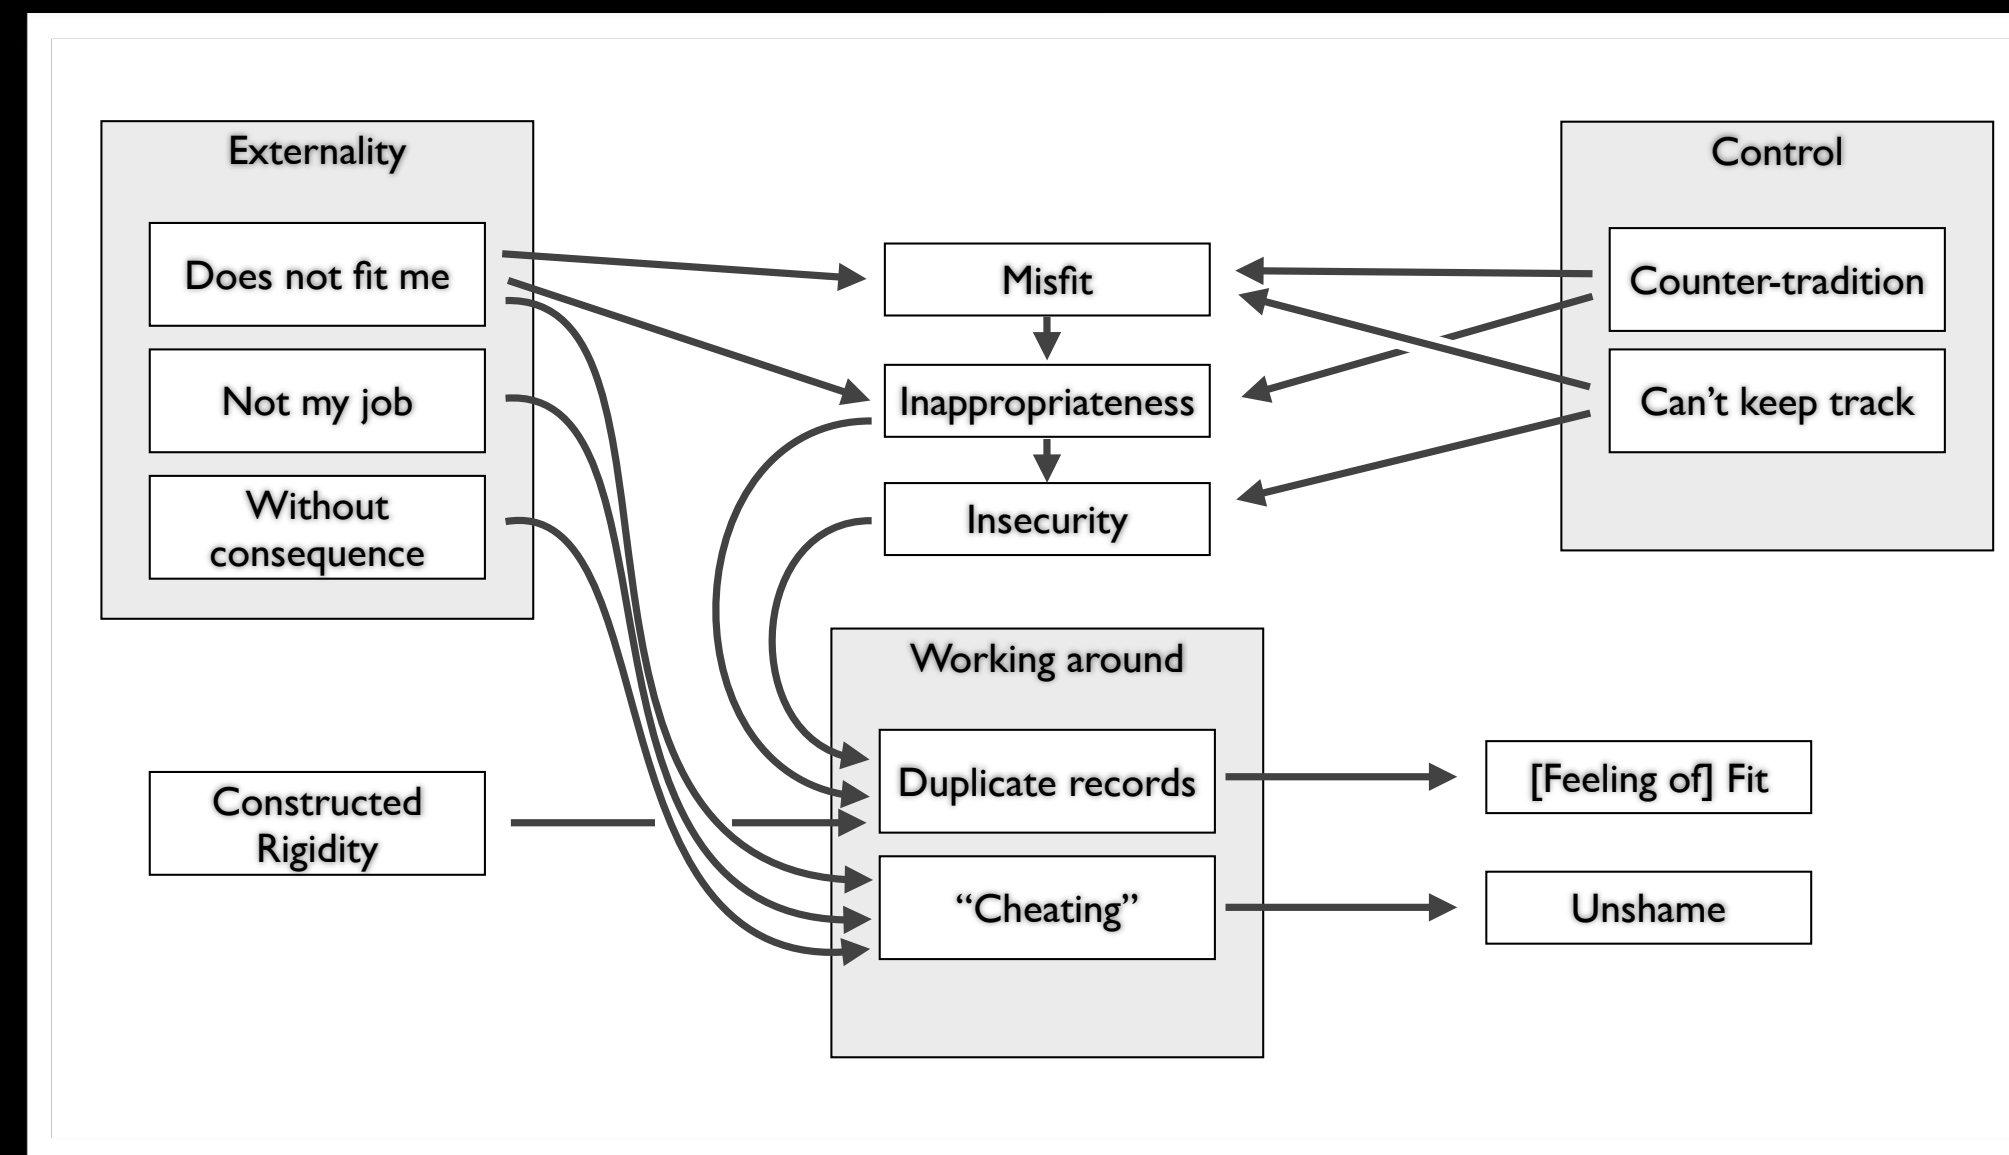 Externality
Does not fit me
Not my job
Without
consequence
Constructed
Rigidity
Misfit
Inappropriateness
Insecurity
Working around
Duplicate records
“Cheating”
Control
Counter-tradition
Can’t keep track
[Feeling of] Fit
Unshame